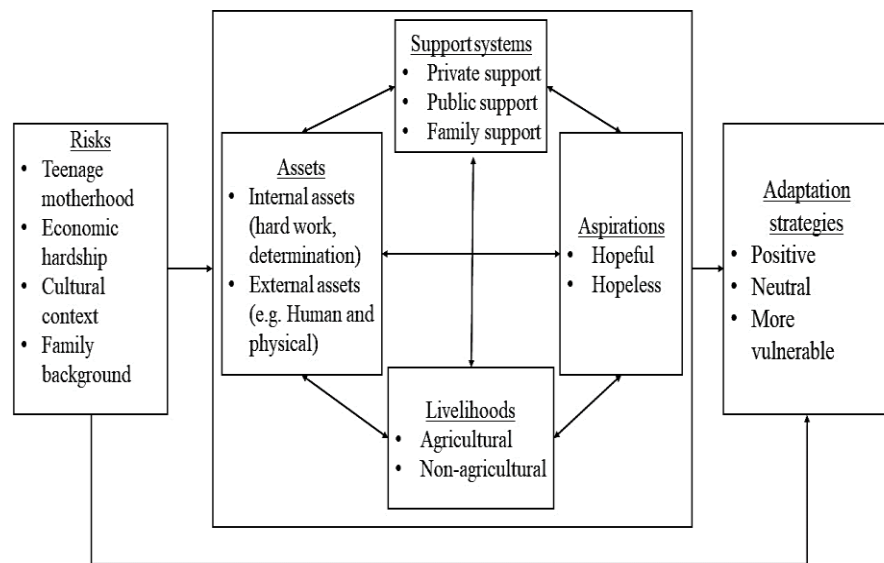 Risks
• Teenage
motherhood
• Economic
hardship
• Cultural
context
• Family
background
Support systems
• Private support
• Public support
• Family support
Assets
• Internal assets
(hard work,
determination)
• External assets
(e.g. Human and
physical)
Aspirations
• Hopeful
• Hopeless
Livelihoods
• Agricultural
• Non-agricultural
Adaptation
strategies
• Positive
• Neutral
• More
vulnerable